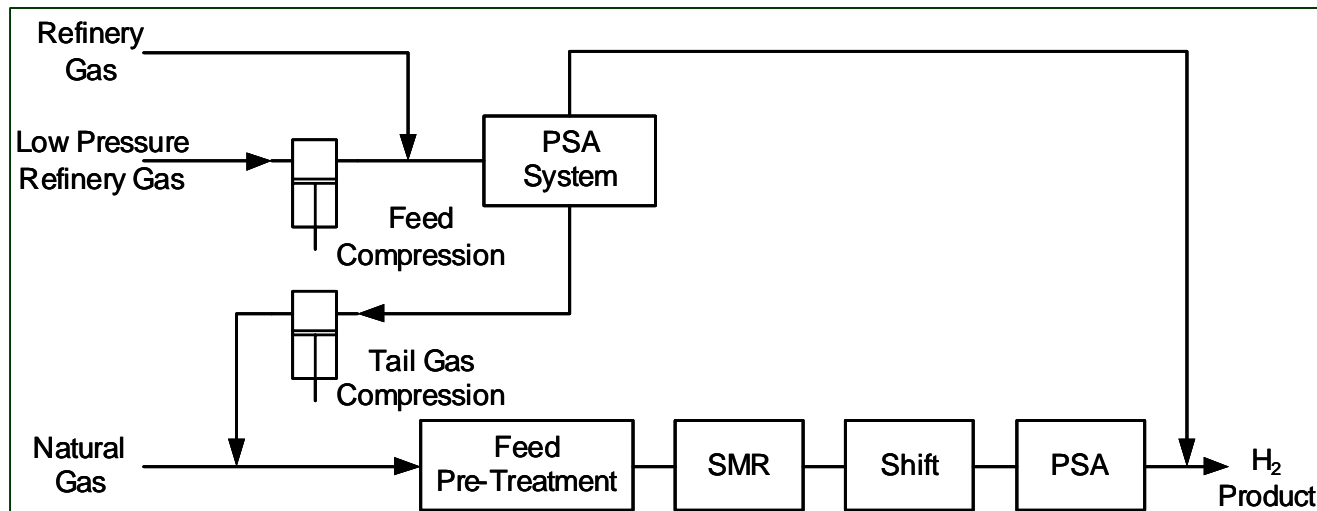 Refinery
Gas
Low Pressure
Refinery Gas
PSA
System
Feed
Compression
Tail Gas
Compression
Natural
Gas
Feed
Pre-Treatment
SMR
Shift
PSA
H₂
Product